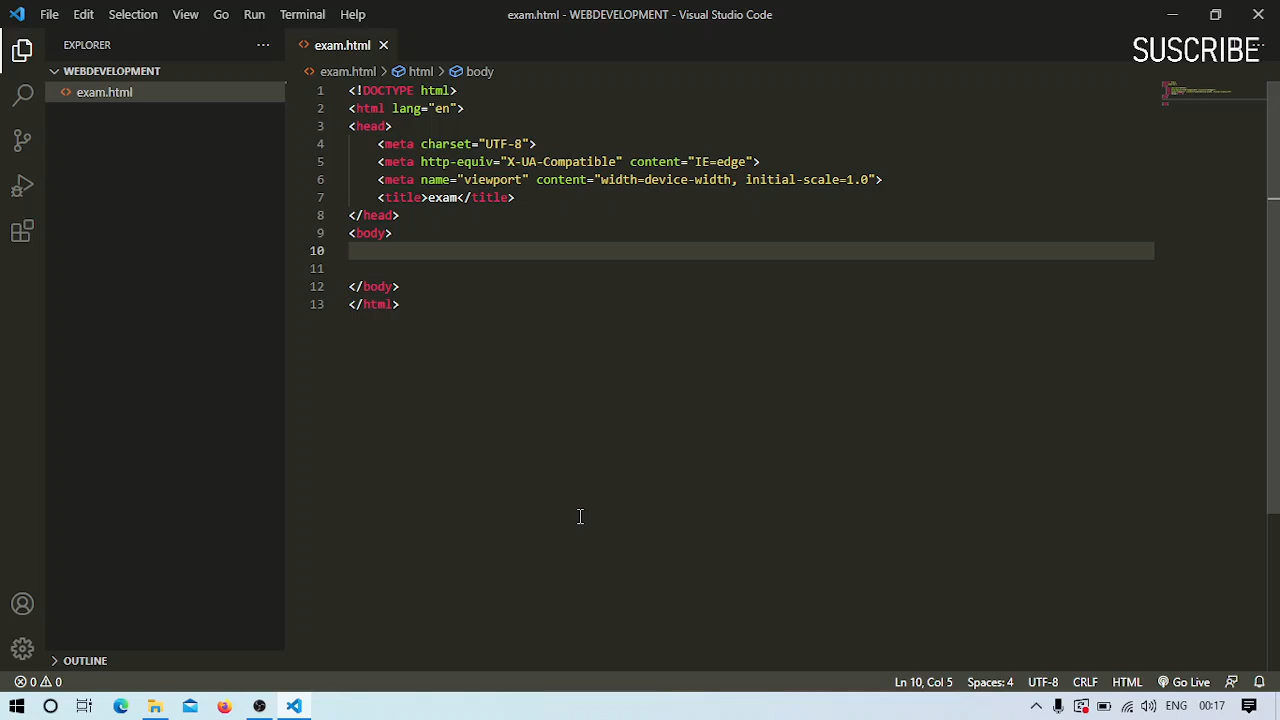 File Edit Selection View Go Run Terminal Help exam.html - WEBDEVELOPMENT - Visual Studio Code
EXPLORER
exam.html
SUSCRIBE
WEBDEVELOPMENT
exam.html
exam.html > html > body
1 <!DOCTYPE html>
2 <html lang="en">
3 <head>
4 <meta charset="UTF-8">
5 <meta http-equiv="X-UA-Compatible" content="IE=edge">
6 <meta name="viewport" content="width=device-width, initial-scale=1.0">
7 <title>exam</title>
8 </head>
9 <body>
10
11
12 </body>
13 </html>
OUTLINE
0 0 Ln 10, Col 5 Spaces: 4 UTF-8 CRLF HTML Go Live
ENG 00:17